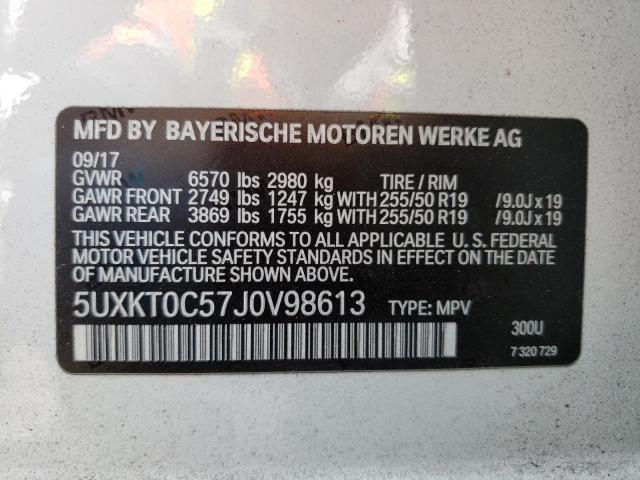 MFD BY BAYERISCHE MOTOREN WERKE AG
09/17
GVWR 6570 lbs 2980 kg TIRE / RIM
GAWR FRONT 2749 lbs 1247 kg WITH 255/50 R19 /9.0J x 19
GAWR REAR 3869 lbs 1755 kg WITH 255/50 R19 /9.0J x 19
THIS VEHICLE CONFORMS TO ALL APPLICABLE U. S. FEDERAL
MOTOR VEHICLE SAFETY STANDARDS IN EFFECT ON THE DATE
OF MANUFACTURE SHOWN ABOVE.
5UXKT0C57J0V98613 TYPE: MPV
300U
7 320 729